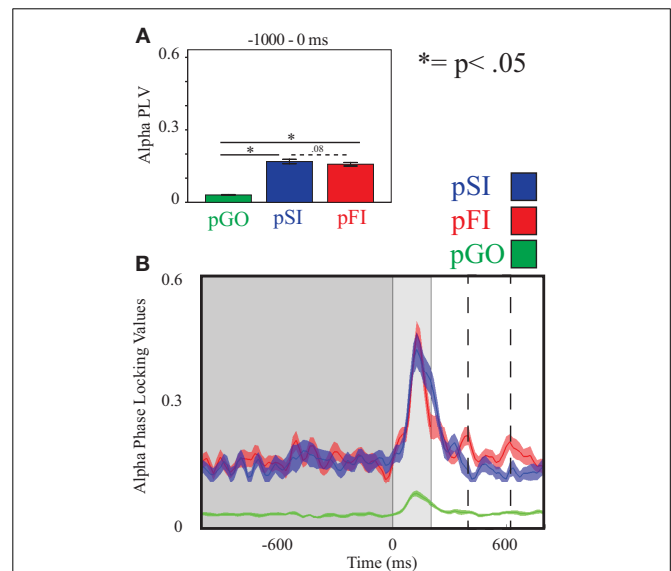 A
-1000 - 0 ms
*= p< .05
0.6
0.3
0
Alpha PLV
*
*
.08
pGO
pSI
pFI
pSI
pFI
pGO
B
0.6
0.3
0
Alpha Phase Locking Values
-600
0
600
Time (ms)